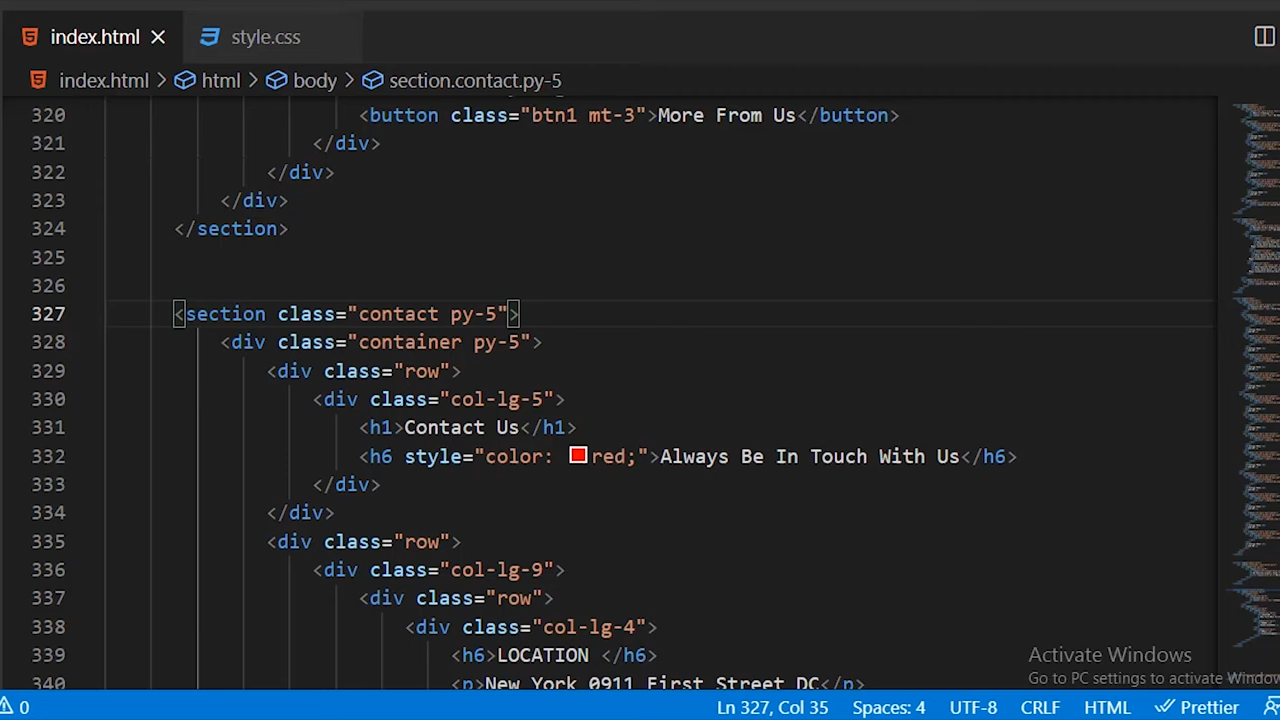 index.html
style.css
index.html > html > body > section.contact.py-5
320 <button class="btn1 mt-3">More From Us</button>
321 </div>
322 </div>
323 </div>
324 </section>
325
326
327 <section class="contact py-5">
328 <div class="container py-5">
329 <div class="row">
330 <div class="col-lg-5">
331 <h1>Contact Us</h1>
332 <h6 style="color: red;">Always Be In Touch With Us</h6>
333 </div>
334 </div>
335 <div class="row">
336 <div class="col-lg-9">
337 <div class="row">
338 <div class="col-lg-4">
339 <h6>LOCATION </h6>
340 <p>New York 0911 First Street DC</p>
Activate Windows
Go to PC settings to activate Windows
0 Ln 327, Col 35 Spaces: 4 UTF-8 CRLF HTML Prettier